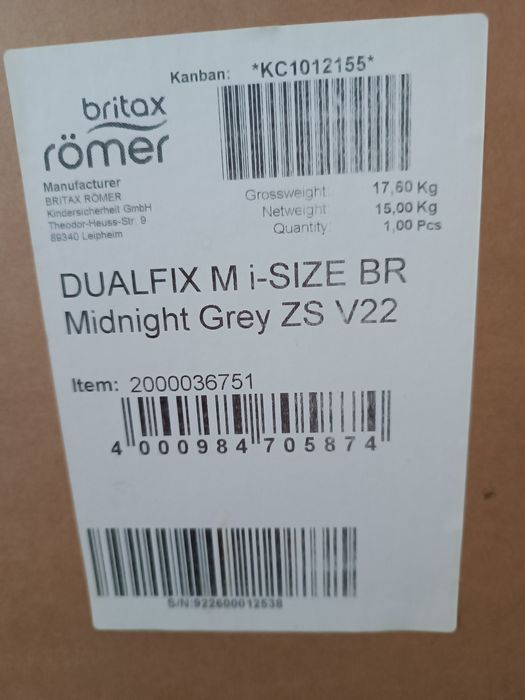 Kanban: *KC1012155*
britax
römer
Manufacturer
BRITAX RÖMER
Kindersicherheit GmbH
Theodor-Heuss-Str. 9
89340 Leipheim
Grossweight: 17,60 Kg
Netweight: 15,00 Kg
Quantity: 1,00 Pcs
DUALFIX M i-SIZE BR
Midnight Grey ZS V22
Item: 2000036751
4 000984 705874
S/N:922600012538